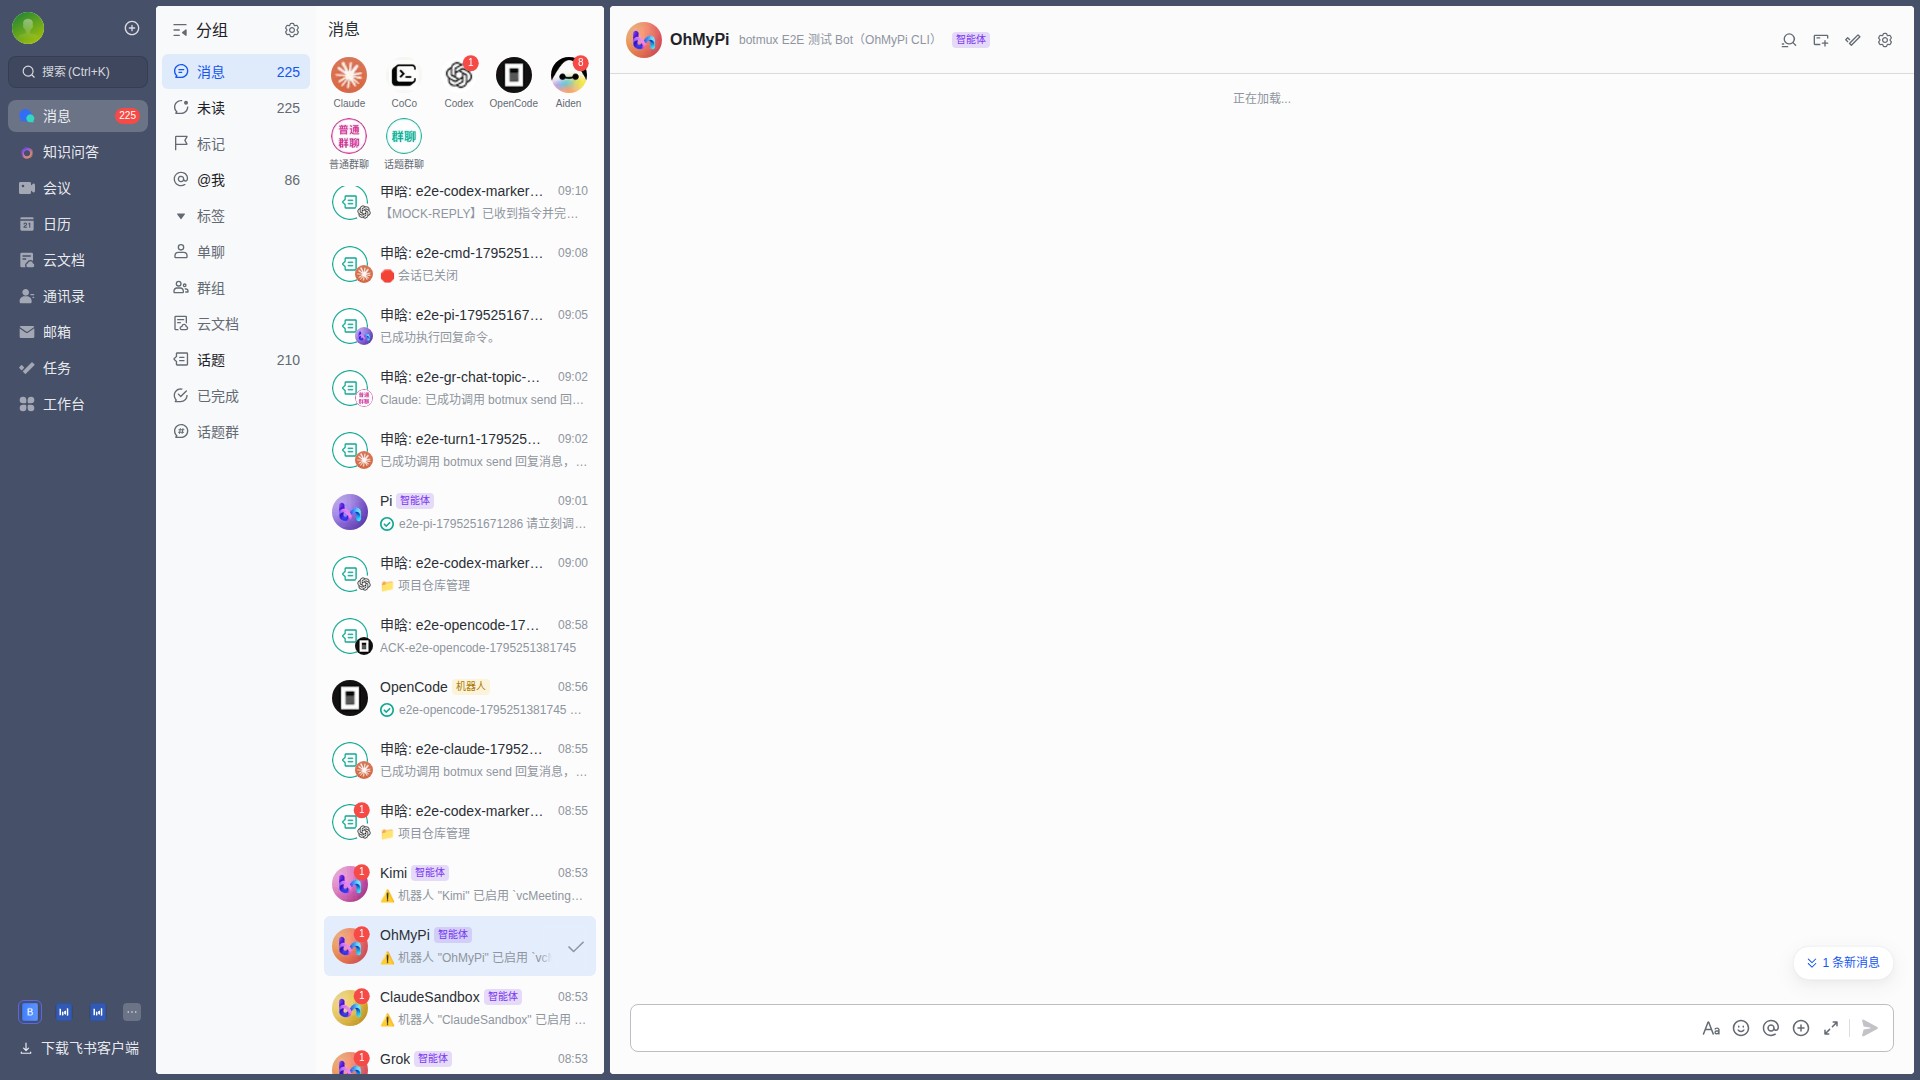 搜索 (Ctrl+K)
消息 225
知识问答
会议
日历
云文档
通讯录
邮箱
任务
工作台
B
下载飞书客户端
分组
消息 225
未读 225
标记
@我 86
标签
单聊
群组
云文档
话题 210
已完成
话题群
消息
1 8
Claude CoCo Codex OpenCode Aiden
普通
群聊
群聊
普通群聊 话题群聊
申晗: e2e-codex-marker... 09:10
【MOCK-REPLY】已收到指令并完...
申晗: e2e-cmd-1795251... 09:08
会话已关闭
申晗: e2e-pi-179525167... 09:05
已成功执行回复命令。
申晗: e2e-gr-chat-topic-... 09:02
Claude: 已成功调用 botmux send 回...
申晗: e2e-turn1-179525... 09:02
已成功调用 botmux send 回复消息，...
Pi 智能体 09:01
e2e-pi-1795251671286 请立刻调...
申晗: e2e-codex-marker... 09:00
📁 项目仓库管理
申晗: e2e-opencode-17... 08:58
ACK-e2e-opencode-1795251381745
OpenCode 机器人 08:56
e2e-opencode-1795251381745 ...
申晗: e2e-claude-17952... 08:55
已成功调用 botmux send 回复消息，...
1
申晗: e2e-codex-marker... 08:55
📁 项目仓库管理
1
Kimi 智能体 08:53
⚠️ 机器人 "Kimi" 已启用 `vcMeeting...
1
OhMyPi 智能体
⚠️ 机器人 "OhMyPi" 已启用 `vc
1
ClaudeSandbox 智能体 08:53
⚠️ 机器人 "ClaudeSandbox" 已启用 ...
1
Grok 智能体 08:53
OhMyPi botmux E2E 测试 Bot（OhMyPi CLI） 智能体
正在加载...
1 条新消息
Aa